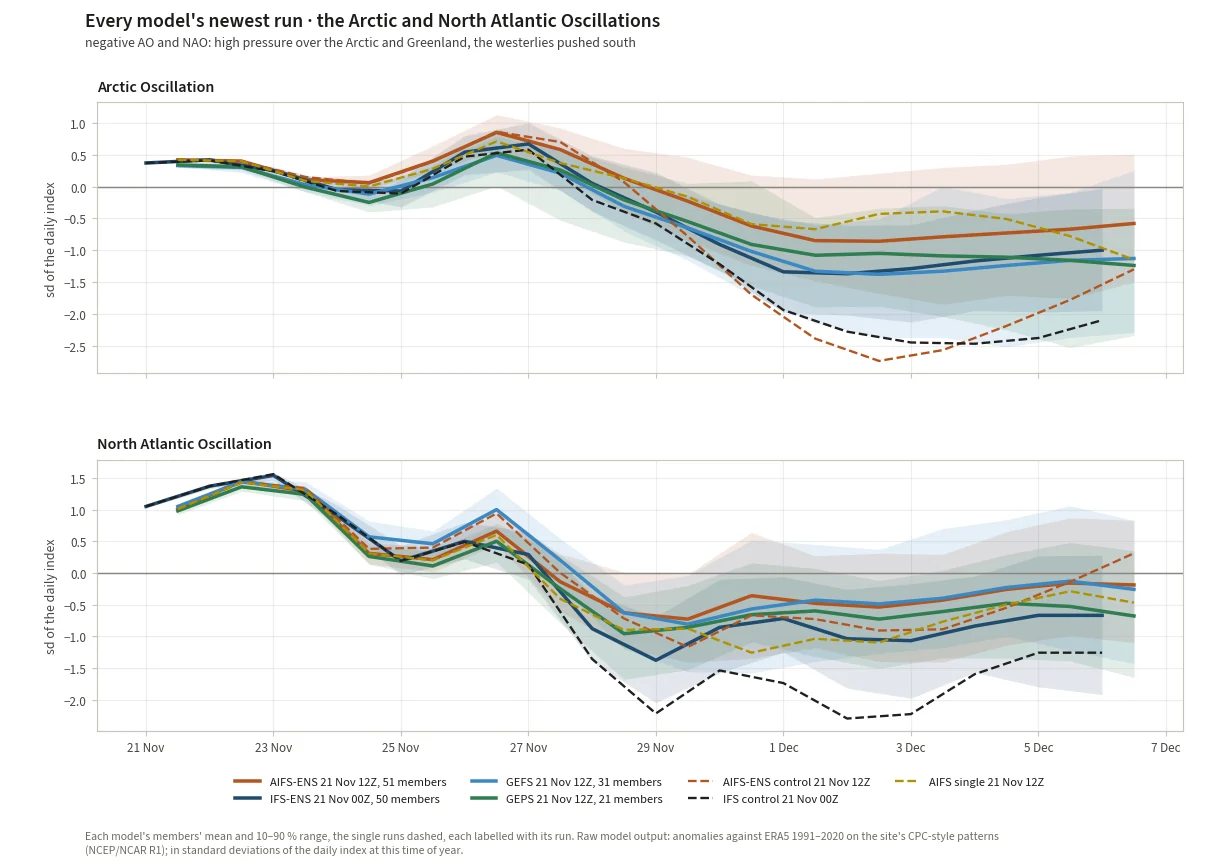 Every model's newest run · the Arctic and North Atlantic Oscillations
negative AO and NAO: high pressure over the Arctic and Greenland, the westerlies pushed south
Arctic Oscillation
sd of the daily index
1.0
0.5
0.0
−0.5
−1.0
−1.5
−2.0
−2.5
North Atlantic Oscillation
sd of the daily index
1.5
1.0
0.5
0.0
−0.5
−1.0
−1.5
−2.0
21 Nov 23 Nov 25 Nov 27 Nov 29 Nov 1 Dec 3 Dec 5 Dec 7 Dec
AIFS-ENS 21 Nov 12Z, 51 members GEFS 21 Nov 12Z, 31 members AIFS-ENS control 21 Nov 12Z AIFS single 21 Nov 12Z
IFS-ENS 21 Nov 00Z, 50 members GEPS 21 Nov 12Z, 21 members IFS control 21 Nov 00Z
Each model's members' mean and 10–90 % range, the single runs dashed, each labelled with its run. Raw model output: anomalies against ERA5 1991–2020 on the site's CPC-style patterns
(NCEP/NCAR R1); in standard deviations of the daily index at this time of year.